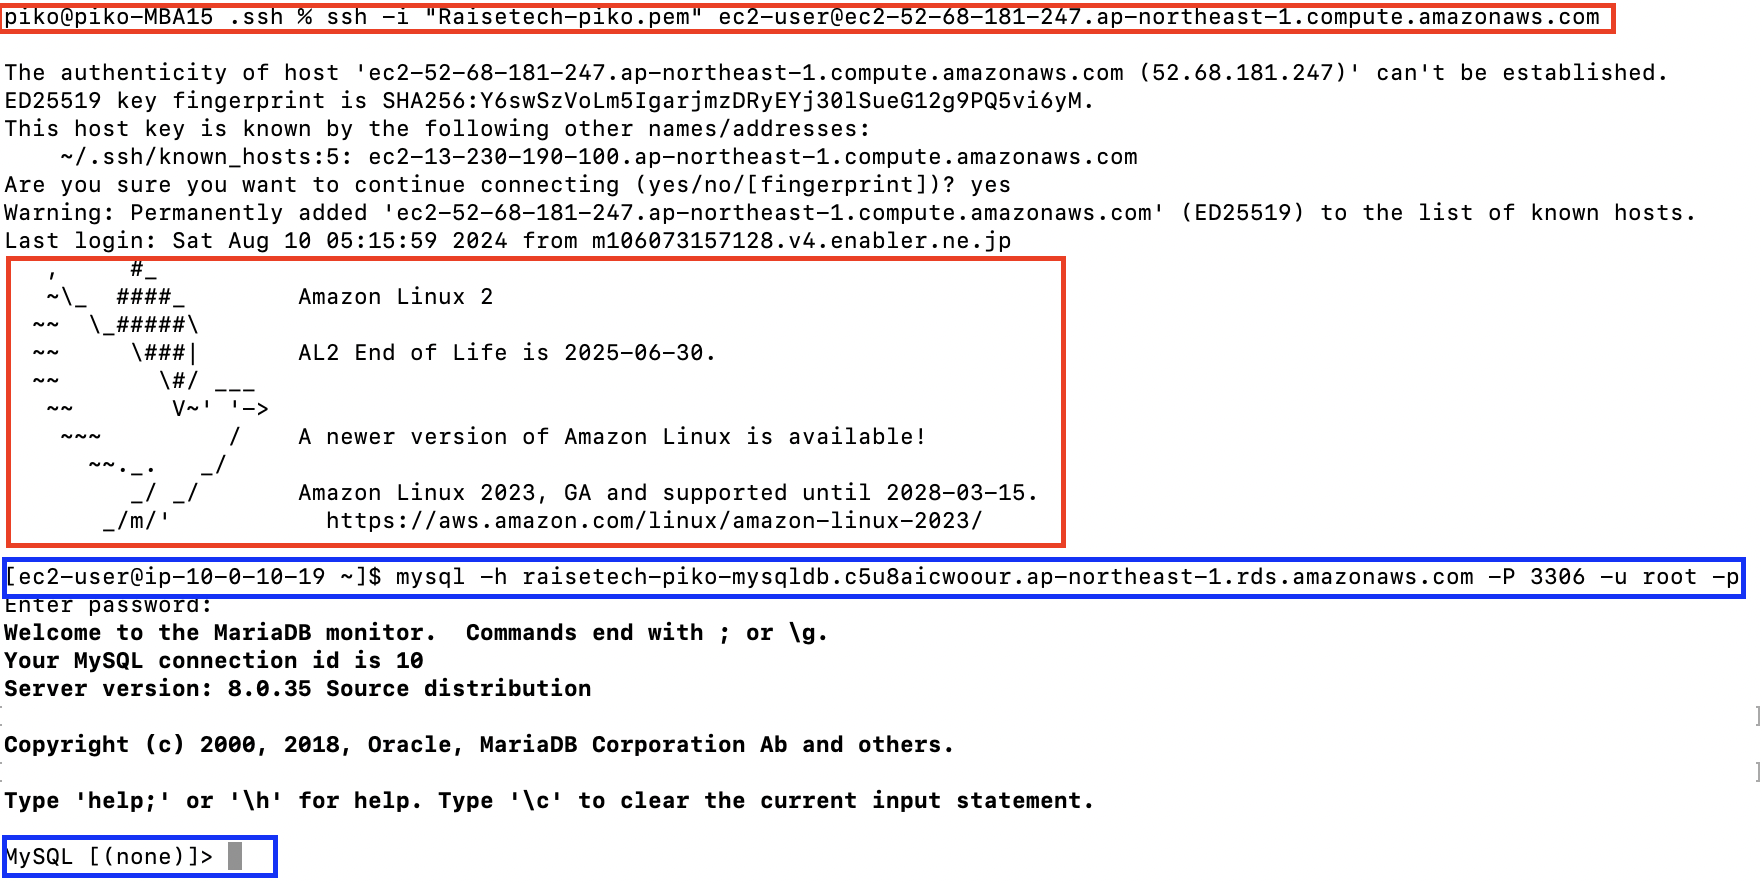 piko@piko-MBA15 .ssh % ssh -i "Raisetech-piko.pem" ec2-user@ec2-52-68-181-247.ap-northeast-1.compute.amazonaws.com
The authenticity of host 'ec2-52-68-181-247.ap-northeast-1.compute.amazonaws.com (52.68.181.247)' can't be established.
ED25519 key fingerprint is SHA256:Y6swSzVoLm5IgarjmzDRyEYj30lSueG12g9PQ5vi6yM.
This host key is known by the following other names/addresses:
    ~/.ssh/known_hosts:5: ec2-13-230-190-100.ap-northeast-1.compute.amazonaws.com
Are you sure you want to continue connecting (yes/no/[fingerprint])? yes
Warning: Permanently added 'ec2-52-68-181-247.ap-northeast-1.compute.amazonaws.com' (ED25519) to the list of known hosts.
Last login: Sat Aug 10 05:15:59 2024 from m106073157128.v4.enabler.ne.jp
   ,     #_
   ~\_  ####_        Amazon Linux 2
  ~~  \_#####\
  ~~     \###|       AL2 End of Life is 2025-06-30.
  ~~       \#/ ___
   ~~       V~' '->
    ~~~         /    A newer version of Amazon Linux is available!
      ~~._.   _/
         _/ _/       Amazon Linux 2023, GA and supported until 2028-03-15.
       _/m/'           https://aws.amazon.com/linux/amazon-linux-2023/
[ec2-user@ip-10-0-10-19 ~]$ mysql -h raisetech-piko-mysqldb.c5u8aicwoour.ap-northeast-1.rds.amazonaws.com -P 3306 -u root -p
Enter password:
Welcome to the MariaDB monitor.  Commands end with ; or \g.
Your MySQL connection id is 10
Server version: 8.0.35 Source distribution
Copyright (c) 2000, 2018, Oracle, MariaDB Corporation Ab and others.
Type 'help;' or '\h' for help. Type '\c' to clear the current input statement.
MySQL [(none)]>